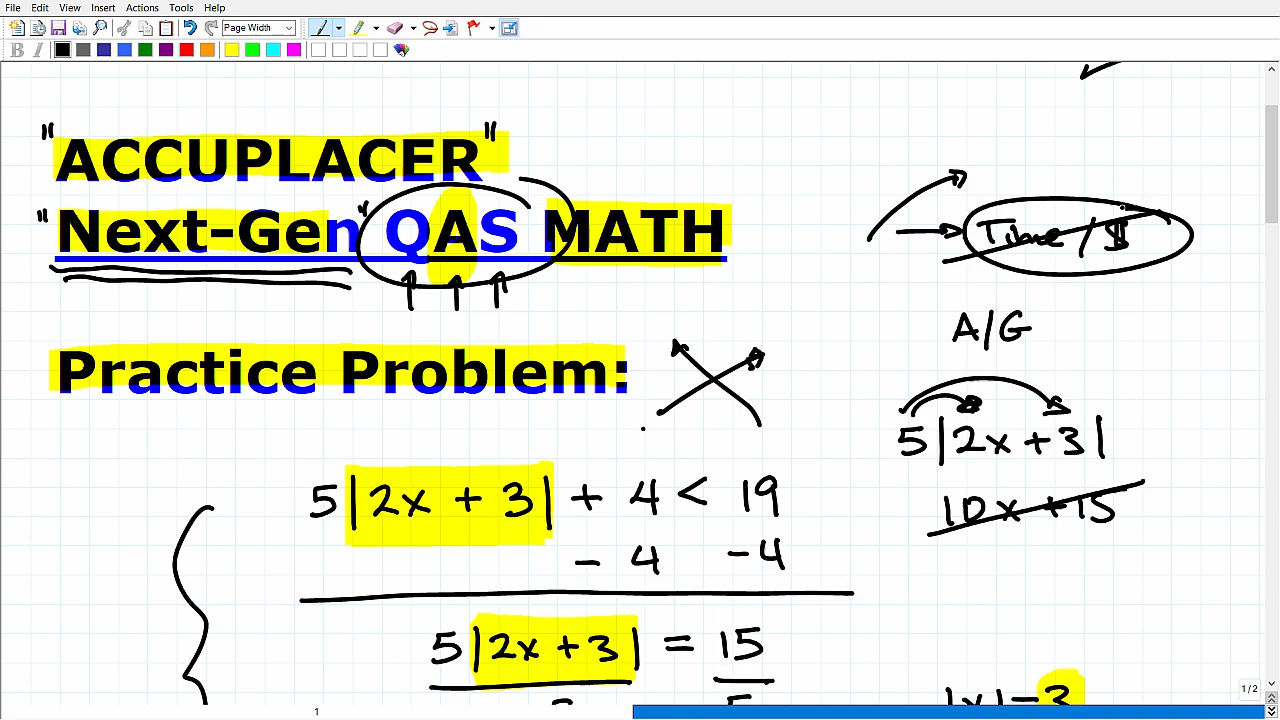 File Edit View Insert Actions Tools Help
Page Width
B I
"ACCUPLACER"
"Next-Gen" QAS MATH
Time / $
A/G
Practice Problem:
5|2x + 3|
10x + 15
5|2x + 3| + 4 < 19
- 4 -4
5|2x + 3| = 15
|x| - 3
1/2
1